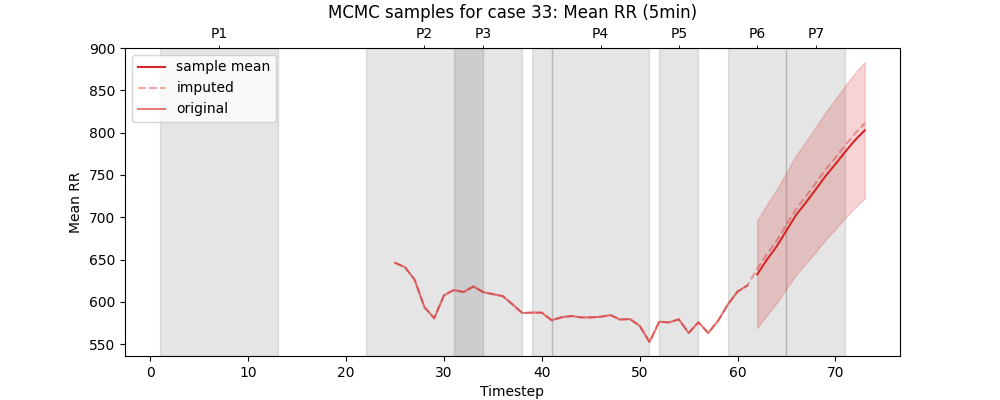 MCMC samples for case 33: Mean RR (5min)
P1 P2 P3 P4 P5 P6 P7
sample mean
imputed
original
900
850
800
750
700
650
600
550
Mean RR
0 10 20 30 40 50 60 70
Timestep